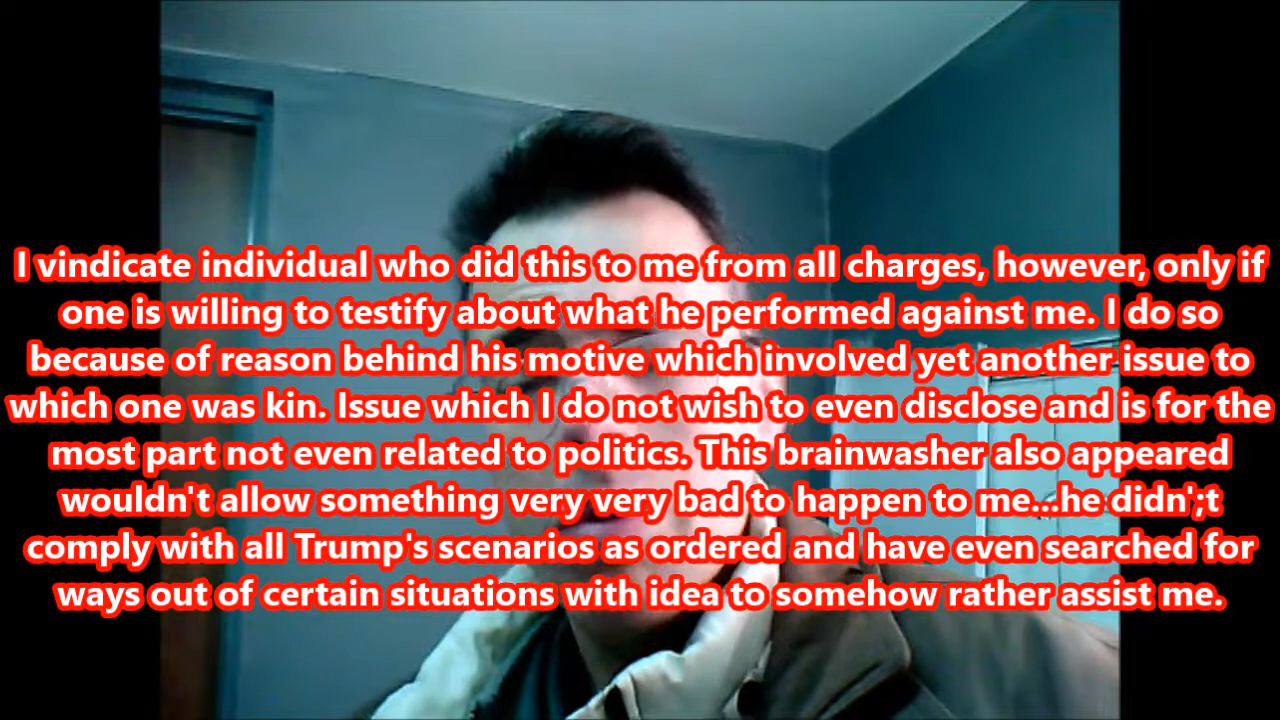 I vindicate individual who did this to me from all charges, however, only if
one is willing to testify about what he performed against me. I do so
because of reason behind his motive which involved yet another issue to
which one was kin. Issue which I do not wish to even disclose and is for the
most part not even related to politics. This brainwasher also appeared
wouldn't allow something very very bad to happen to me...he didn';t
comply with all Trump's scenarios as ordered and have even searched for
ways out of certain situations with idea to somehow rather assist me.